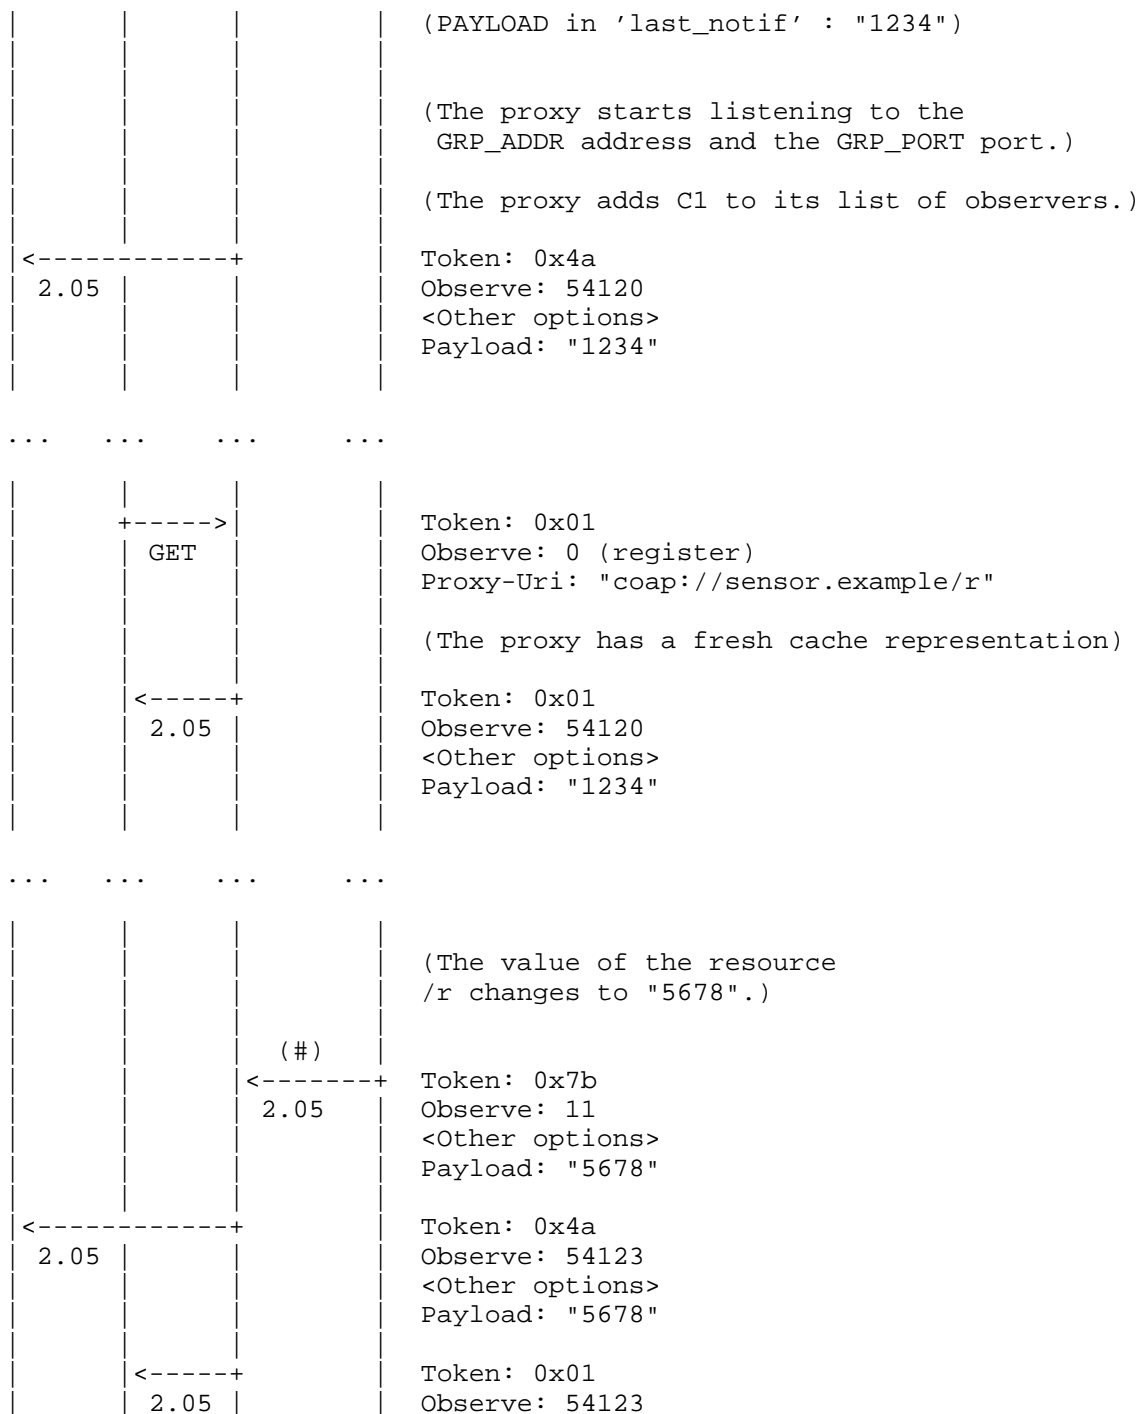 |       |      |         |  (PAYLOAD in ’last_notif’ : "1234")
|       |      |         |
|       |      |         |
|       |      |         |  (The proxy starts listening to the
|       |      |         |   GRP_ADDR address and the GRP_PORT port.)
|       |      |         |
|       |      |         |  (The proxy adds C1 to its list of observers.)
|       |      |         |
|<------------+          |  Token: 0x4a
| 2.05  |      |         |  Observe: 54120
|       |      |         |  <Other options>
|       |      |         |  Payload: "1234"
|       |      |         |
...    ...    ...       ...
|       |      |         |
|       +----->|         |  Token: 0x01
|       | GET  |         |  Observe: 0 (register)
|       |      |         |  Proxy-Uri: "coap://sensor.example/r"
|       |      |         |
|       |      |         |  (The proxy has a fresh cache representation)
|       |      |         |
|       |<-----+         |  Token: 0x01
|       | 2.05 |         |  Observe: 54120
|       |      |         |  <Other options>
|       |      |         |  Payload: "1234"
|       |      |         |
...    ...    ...       ...
|       |      |         |
|       |      |         |  (The value of the resource
|       |      |         |  /r changes to "5678".)
|       |      |         |
|       |      |  (#)    |
|       |      |<-------+  Token: 0x7b
|       |      | 2.05    |  Observe: 11
|       |      |         |  <Other options>
|       |      |         |  Payload: "5678"
|       |      |         |
|<------------+          |  Token: 0x4a
| 2.05  |      |         |  Observe: 54123
|       |      |         |  <Other options>
|       |      |         |  Payload: "5678"
|       |      |         |
|       |<-----+         |  Token: 0x01
|       | 2.05 |         |  Observe: 54123